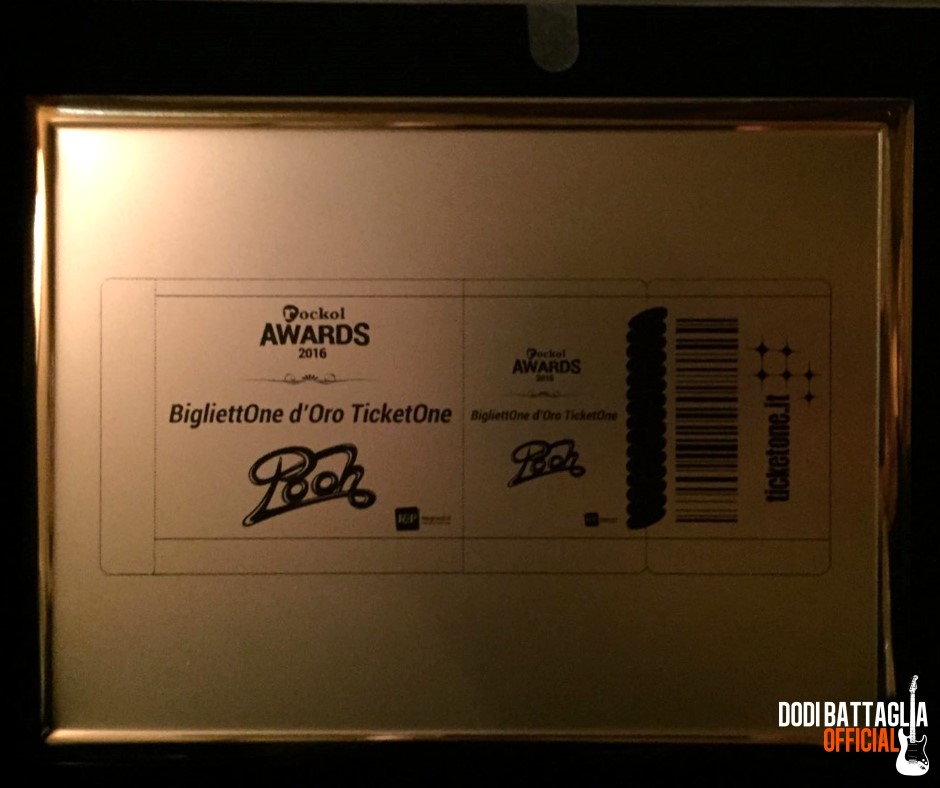 rockol
AWARDS
2016
BigliettOne d'Oro TicketOne
Pooh
rockol
AWARDS
2016
BigliettOne d'Oro TicketOne
Pooh
ticketone.it
DODI BATTAGLIA
OFFICIAL